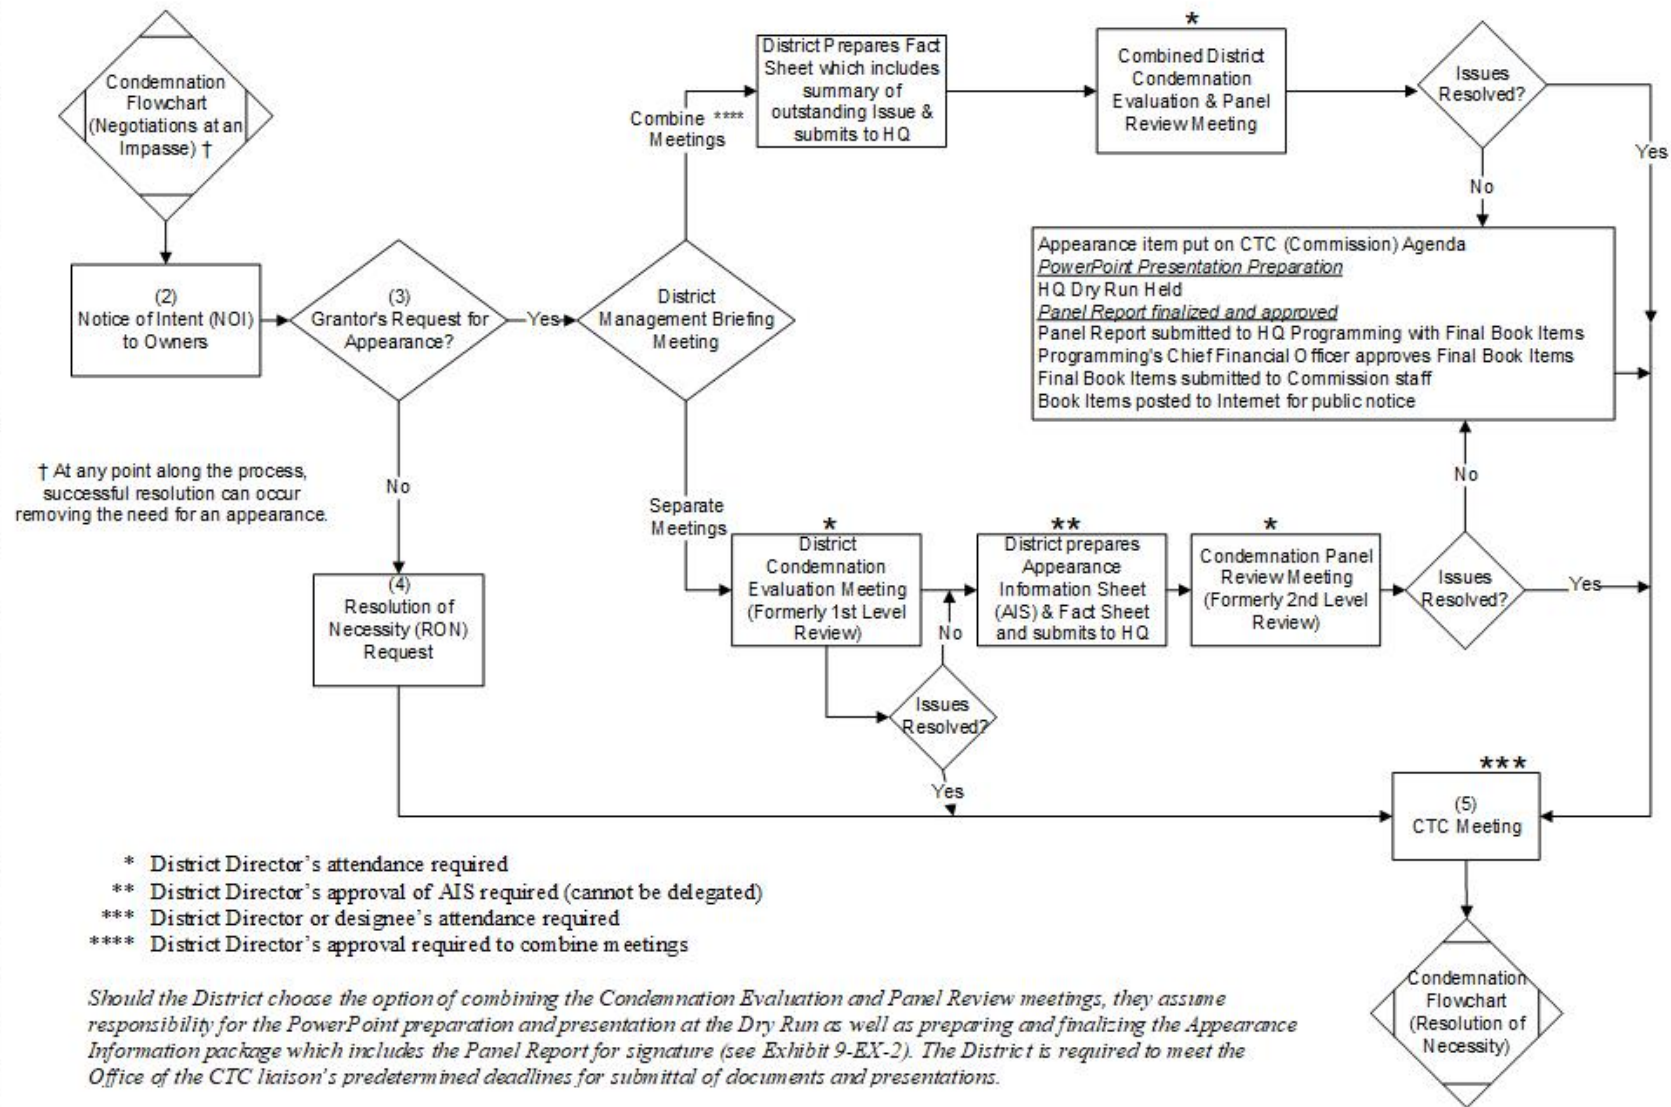 Condemnation
Flowchart
(Negotiations at an
Impasse) †
(2)
Notice of Intent (NOI)
to Owners
(3)
Grantor's Request for
Appearance?
Yes
No
District
Management Briefing
Meeting
Combine ****
Meetings
District Prepares Fact
Sheet which includes
summary of
outstanding Issue &
submits to HQ
*
Combined District
Condemnation
Evaluation & Panel
Review Meeting
Issues
Resolved?
Yes
No
Appearance item put on CTC (Commission) Agenda
PowerPoint Presentation Preparation
HQ Dry Run Held
Panel Report finalized and approved
Panel Report submitted to HQ Programming with Final Book Items
Programming's Chief Financial Officer approves Final Book Items
Final Book Items submitted to Commission staff
Book Items posted to Internet for public notice
† At any point along the process,
successful resolution can occur
removing the need for an appearance.
(4)
Resolution of
Necessity (RON)
Request
Separate
Meetings
*
District
Condemnation
Evaluation Meeting
(Formerly 1st Level
Review)
Issues
Resolved?
No
Yes
**
District prepares
Appearance
Information Sheet
(AIS) & Fact Sheet
and submits to HQ
*
Condemnation Panel
Review Meeting
(Formerly 2nd Level
Review)
Issues
Resolved?
No
Yes
***
(5)
CTC Meeting
Condemnation
Flowchart
(Resolution of
Necessity)
* District Director’s attendance required
** District Director’s approval of AIS required (cannot be delegated)
*** District Director or designee’s attendance required
**** District Director’s approval required to combine meetings
Should the District choose the option of combining the Condemnation Evaluation and Panel Review meetings, they assume
responsibility for the PowerPoint preparation and presentation at the Dry Run as well as preparing and finalizing the Appearance
Information package which includes the Panel Report for signature (see Exhibit 9-EX-2). The District is required to meet the
Office of the CTC liaison’s predetermined deadlines for submittal of documents and presentations.